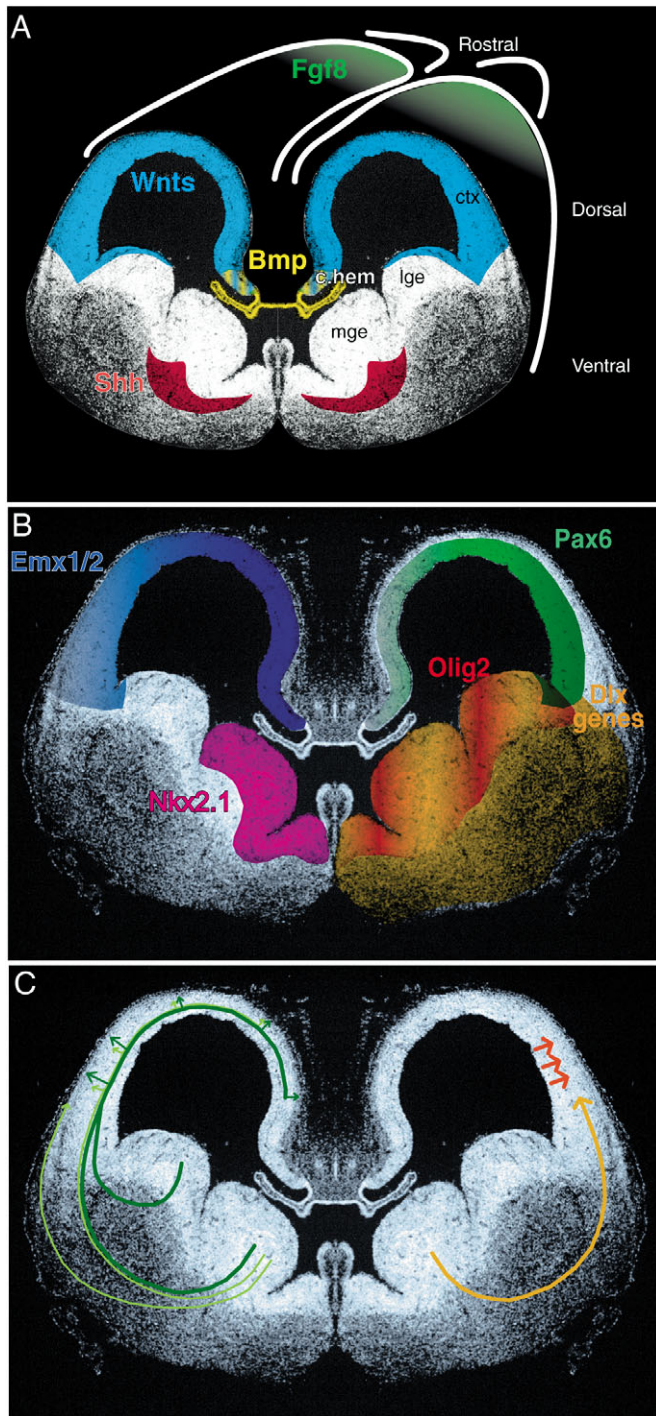 A
Rostral
Fgf8
Wnts
ctx
Dorsal
Bmp
c.hem
lge
mge
Ventral
Shh
B
Pax6
Emx1/2
Olig2
Dlx
genes
Nkx2.1
C